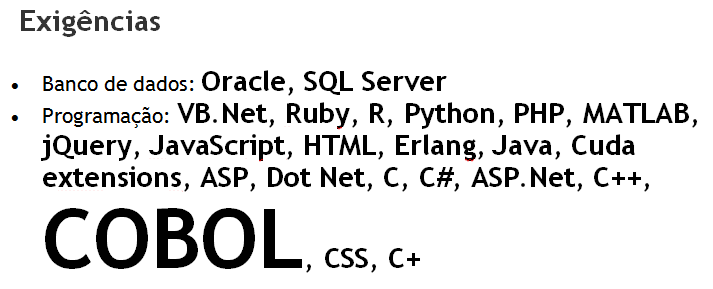 Exigências
• Banco de dados: Oracle, SQL Server
• Programação: VB.Net, Ruby, R, Python, PHP, MATLAB,
jQuery, JavaScript, HTML, Erlang, Java, Cuda
extensions, ASP, Dot Net, C, C#, ASP.Net, C++,
COBOL, CSS, C+